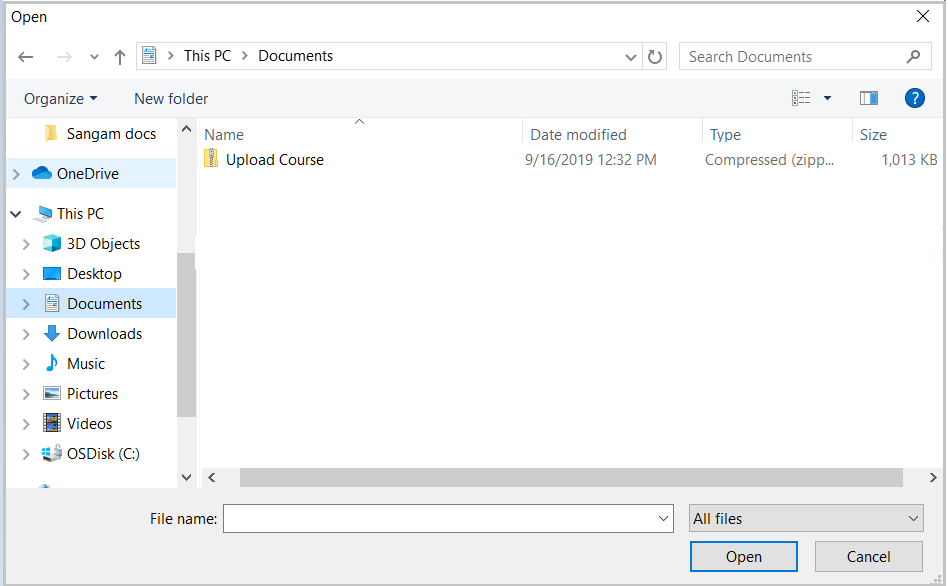 Open
This PC > Documents
Search Documents
Organize
New folder
?
Sangam docs
OneDrive
This PC
3D Objects
Desktop
Documents
Downloads
Music
Pictures
Videos
OSDisk (C:)
Name Date modified Type Size
Upload Course 9/16/2019 12:32 PM Compressed (zipp... 1,013 KB
File name:
All files
Open
Cancel